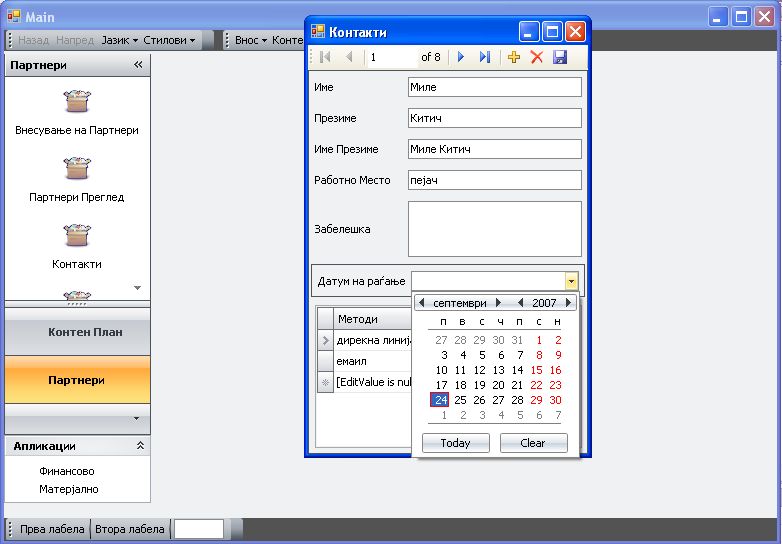 Main
Назад Напред Јазик Стилови Внос Конте
Партнери
Внесување на Партнери
Партнери Преглед
Контакти
Контен План
Партнери
Апликации
Финансово
Матерјално
Прва лабела Втора лабела
Контакти
1 of 8
Име Миле
Презиме Китич
Име Презиме Миле Китич
Работно Место пејач
Забелешка
Датум на раѓање
Методи
дирекна линија
емаил
[EditValue is nul
септември 2007
п в с ч п с н
27 28 29 30 31 1 2
3 4 5 6 7 8 9
10 11 12 13 14 15 16
17 18 19 20 21 22 23
24 25 26 27 28 29 30
1 2 3 4 5 6 7
Today Clear